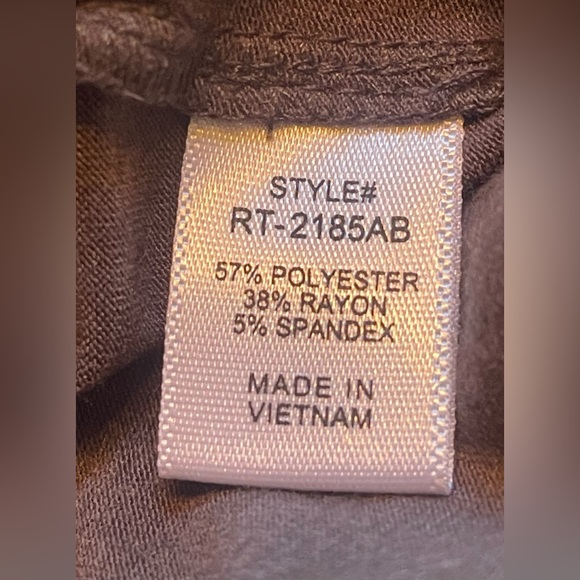 STYLE#
RT-2185AB
57% POLYESTER
38% RAYON
5% SPANDEX
MADE IN
VIETNAM